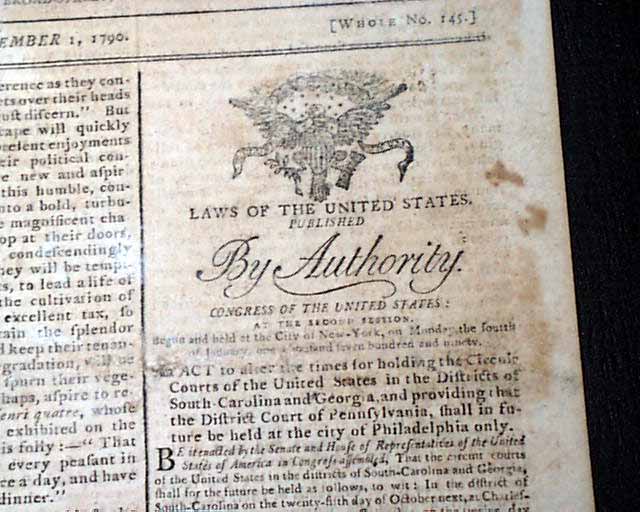 [WHOLE No. 145.]
EMBER 1, 1790.
erence as they con-
ets over their heads
ust discern." But
cape will quickly
celent enjoyments
eir political con-
e new and aspir
this humble, con-
nto a bold, turbu-
e magnificent cha
op at their doors,
condescendingly
hey will be temp-
ts, to lead a life of
the cultivation of
excellent tax, so
ain the splendor
d keep their tenan-
gradation, will be
spurn their vege-
haps, aspire to re-
enri quatre, whose
exhibited on the
is folly:—" That
every peasant in
ce a day, and have
dinner."
LAWS OF THE UNITED STATES.
PUBLISHED
By Authority.
CONGRESS OF THE UNITED STATES:
AT THE SECOND SESSION,
Begun and held at the City of New-York, on Monday the fourth
of January, one thousand seven hundred and ninety.
An ACT to alter the times for holding the Circuit
Courts of the United States in the Districts of
South-Carolina and Georgia, and providing that
the District Court of Pennsylvania, shall in fu-
ture be held at the city of Philadelphia only.
BE it enacted by the Senate and House of Representatives of the United
States of America in Congress assembled, That the circuit courts
of the United States in the districts of South-Carolina and Georgia,
shall for the future be held as follows, to wit: In the district of
South-Carolina on the twenty-fifth day of October next, at Charles-